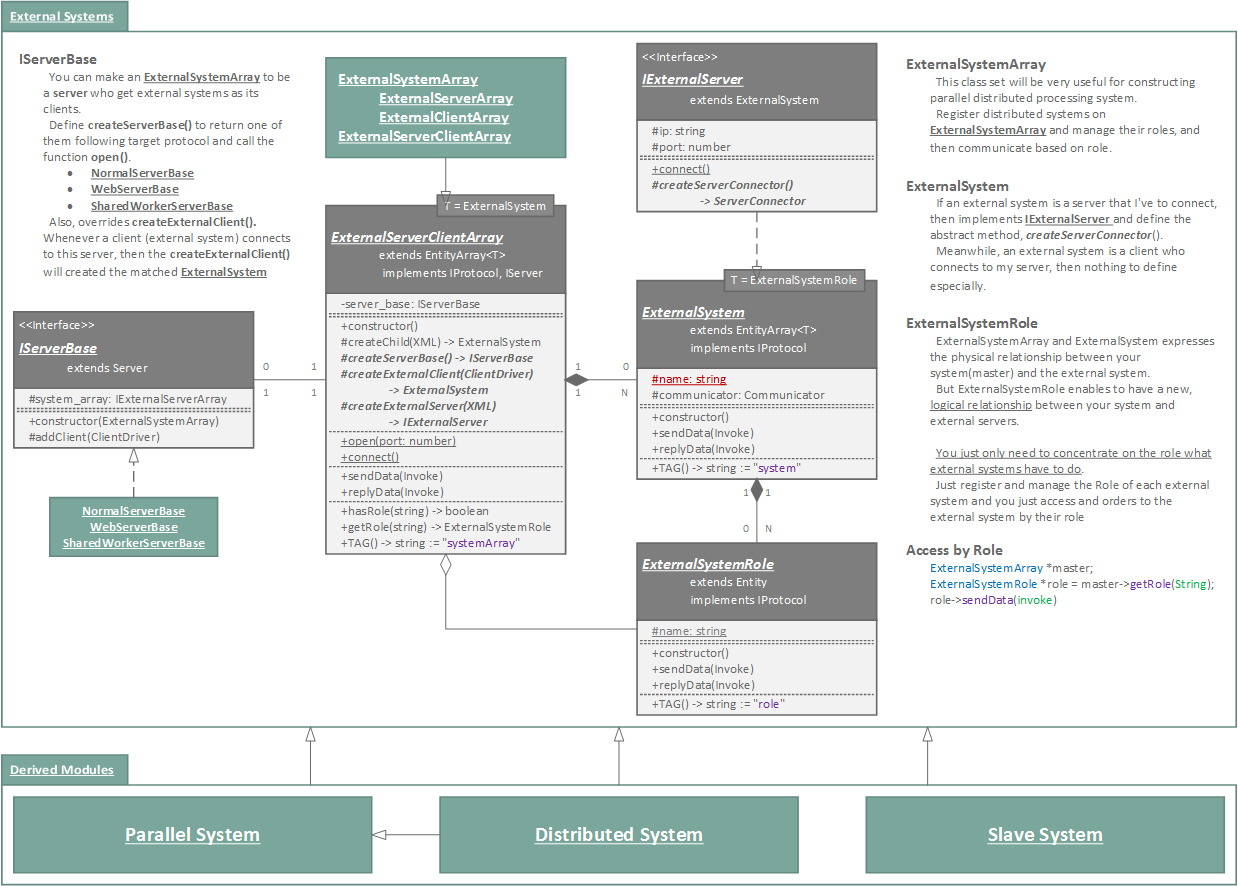 External Systems
IServerBase
You can make an ExternalSystemArray to be
a server who get external systems as its
clients.
Define createServerBase() to return one of
them following target protocol and call the
function open().
• NormalServerBase
• WebServerBase
• SharedWorkerServerBase
Also, overrides createExternalClient().
Whenever a client (external system) connects
to this server, then the createExternalClient()
will created the matched ExternalSystem
<<Interface>>
IServerBase
extends Server
#system_array: IExternalServerArray
+constructor(ExternalSystemArray)
#addClient(ClientDriver)
NormalServerBase
WebServerBase
SharedWorkerServerBase
0
1
1
1
ExternalSystemArray
ExternalServerArray
ExternalClientArray
ExternalServerClientArray
T = ExternalSystem
ExternalServerClientArray
extends EntityArray<T>
implements IProtocol, IServer
-server_base: IServerBase
+constructor()
#createChild(XML) -> ExternalSystem
#createServerBase() -> IServerBase
#createExternalClient(ClientDriver)
-> ExternalSystem
#createExternalServer(XML)
-> IExternalServer
+open(port: number)
+connect()
+sendData(Invoke)
+replyData(Invoke)
+hasRole(string) -> boolean
+getRole(string) -> ExternalSystemRole
+TAG() -> string := "systemArray"
1
0
1
N
<<Interface>>
IExternalServer
extends ExternalSystem
#ip: string
#port: number
+connect()
#createServerConnector()
-> ServerConnector
T = ExternalSystemRole
ExternalSystem
extends EntityArray<T>
implements IProtocol
#name: string
#communicator: Communicator
+constructor()
+sendData(Invoke)
+replyData(Invoke)
+TAG() -> string := "system"
1
1
0
N
ExternalSystemRole
extends Entity
implements IProtocol
#name: string
+constructor()
+sendData(Invoke)
+replyData(Invoke)
+TAG() -> string := "role"
ExternalSystemArray
This class set will be very useful for constructing
parallel distributed processing system.
Register distributed systems on
ExternalSystemArray and manage their roles, and
then communicate based on role.
ExternalSystem
If an external system is a server that I've to connect,
then implements IExternalServer and define the
abstract method, createServerConnector().
Meanwhile, an external system is a client who
connects to my server, then nothing to define
especially.
ExternalSystemRole
ExternalSystemArray and ExternalSystem expresses
the physical relationship between your
system(master) and the external system.
But ExternalSystemRole enables to have a new,
logical relationship between your system and
external servers.
You just only need to concentrate on the role what
external systems have to do.
Just register and manage the Role of each external
system and you just access and orders to the
external system by their role
Access by Role
ExternalSystemArray *master;
ExternalSystemRole *role = master->getRole(String);
role->sendData(invoke)
Derived Modules
Parallel System
Distributed System
Slave System